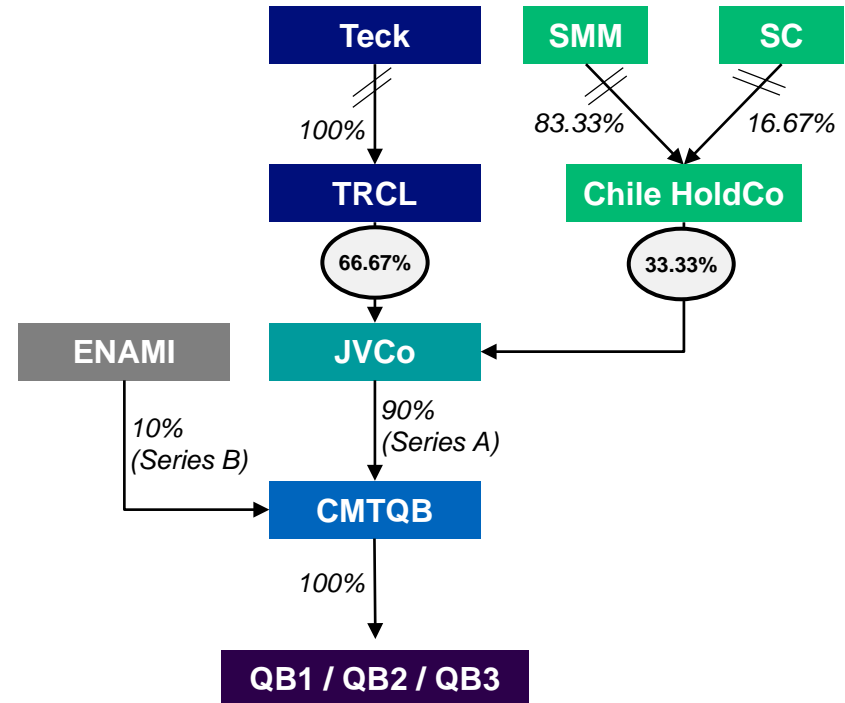 Teck
SMM
SC
100%
83.33%
16.67%
TRCL
Chile HoldCo
66.67%
33.33%
ENAMI
JVCo
10%
(Series B)
90%
(Series A)
CMTQB
100%
QB1 / QB2 / QB3